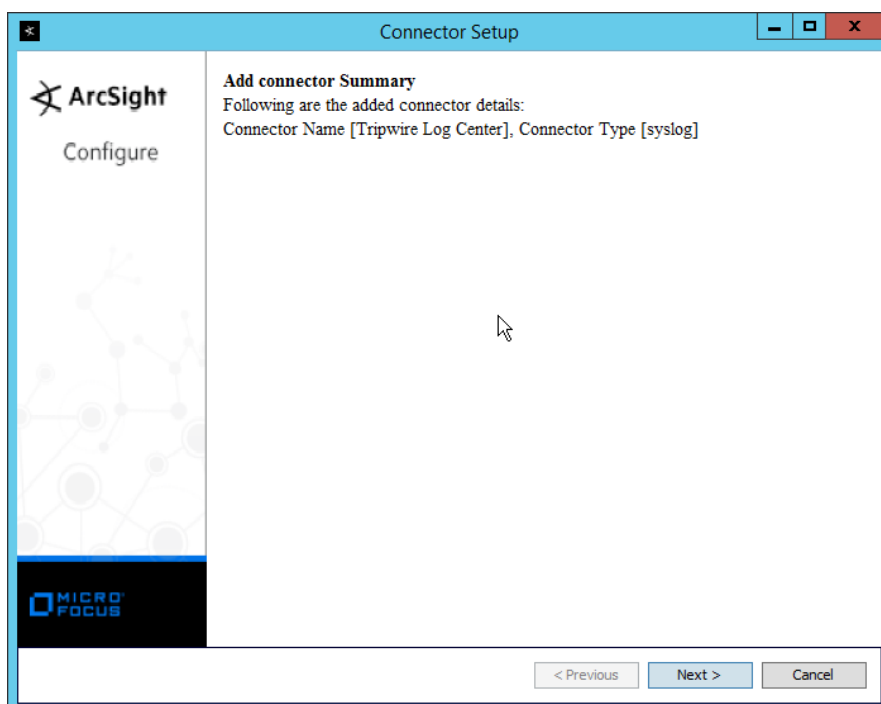 Connector Setup
ArcSight
Configure
Add connector Summary
Following are the added connector details:
Connector Name [Tripwire Log Center], Connector Type [syslog]
MICRO
FOCUS
< Previous
Next >
Cancel